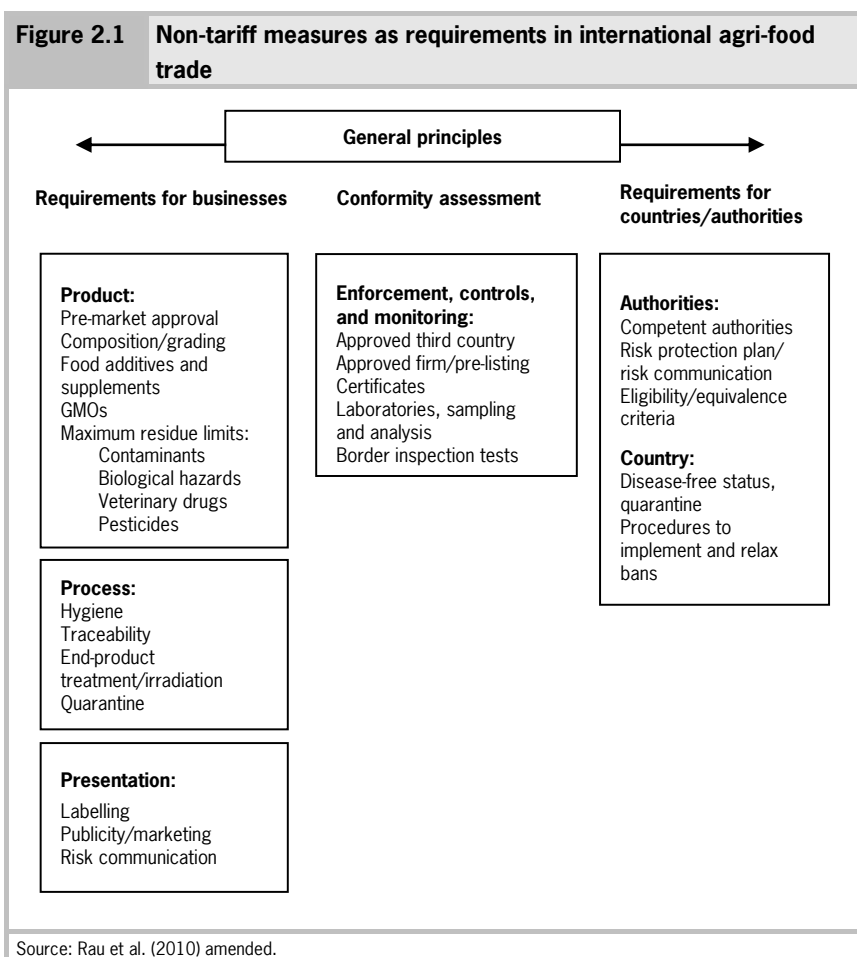 Figure 2.1 Non-tariff measures as requirements in international agri-food
trade
General principles
Requirements for businesses
Conformity assessment
Requirements for
countries/authorities
Product:
Pre-market approval
Composition/grading
Food additives and
supplements
GMOs
Maximum residue limits:
Contaminants
Biological hazards
Veterinary drugs
Pesticides
Process:
Hygiene
Traceability
End-product
treatment/irradiation
Quarantine
Presentation:
Labelling
Publicity/marketing
Risk communication
Enforcement, controls,
and monitoring:
Approved third country
Approved firm/pre-listing
Certificates
Laboratories, sampling
and analysis
Border inspection tests
Authorities:
Competent authorities
Risk protection plan/
risk communication
Eligibility/equivalence
criteria
Country:
Disease-free status,
quarantine
Procedures to
implement and relax
bans
Source: Rau et al. (2010) amended.